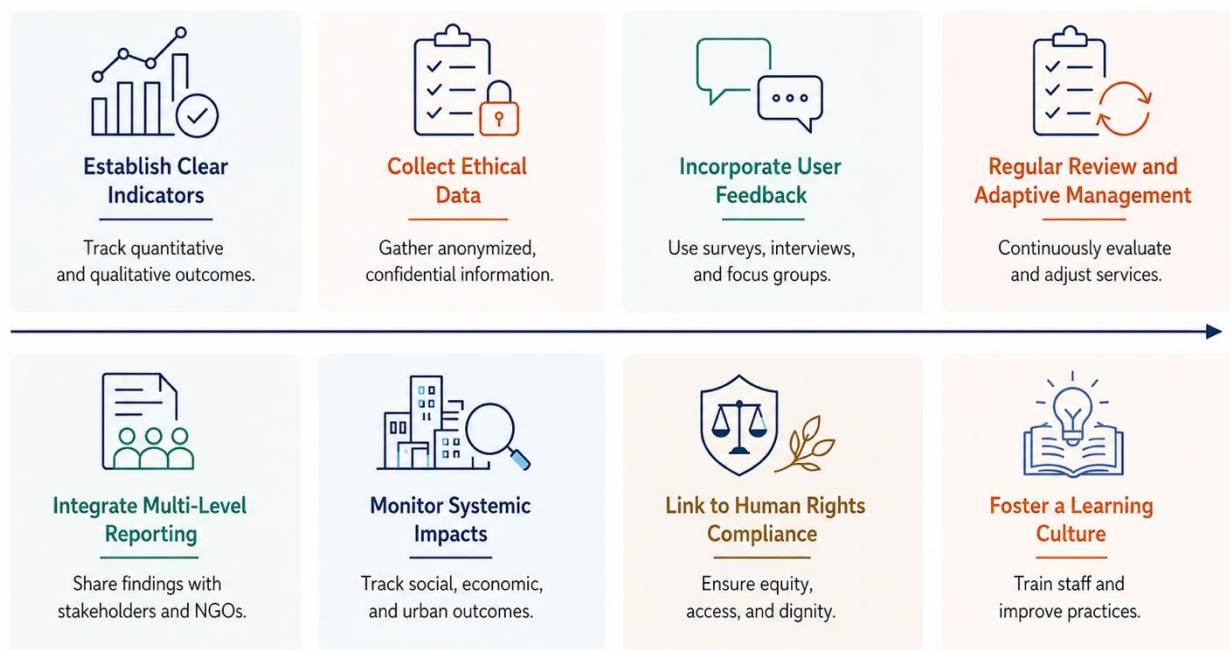 Establish Clear
Indicators
Track quantitative
and qualitative outcomes.
Collect Ethical
Data
Gather anonymized,
confidential information.
Incorporate User
Feedback
Use surveys, interviews,
and focus groups.
Regular Review and
Adaptive Management
Continuously evaluate
and adjust services.
Integrate Multi-Level
Reporting
Share findings with
stakeholders and NGOs.
Monitor Systemic
Impacts
Track social, economic,
and urban outcomes.
Link to Human Rights
Compliance
Ensure equity,
access, and dignity.
Foster a Learning
Culture
Train staff and
improve practices.